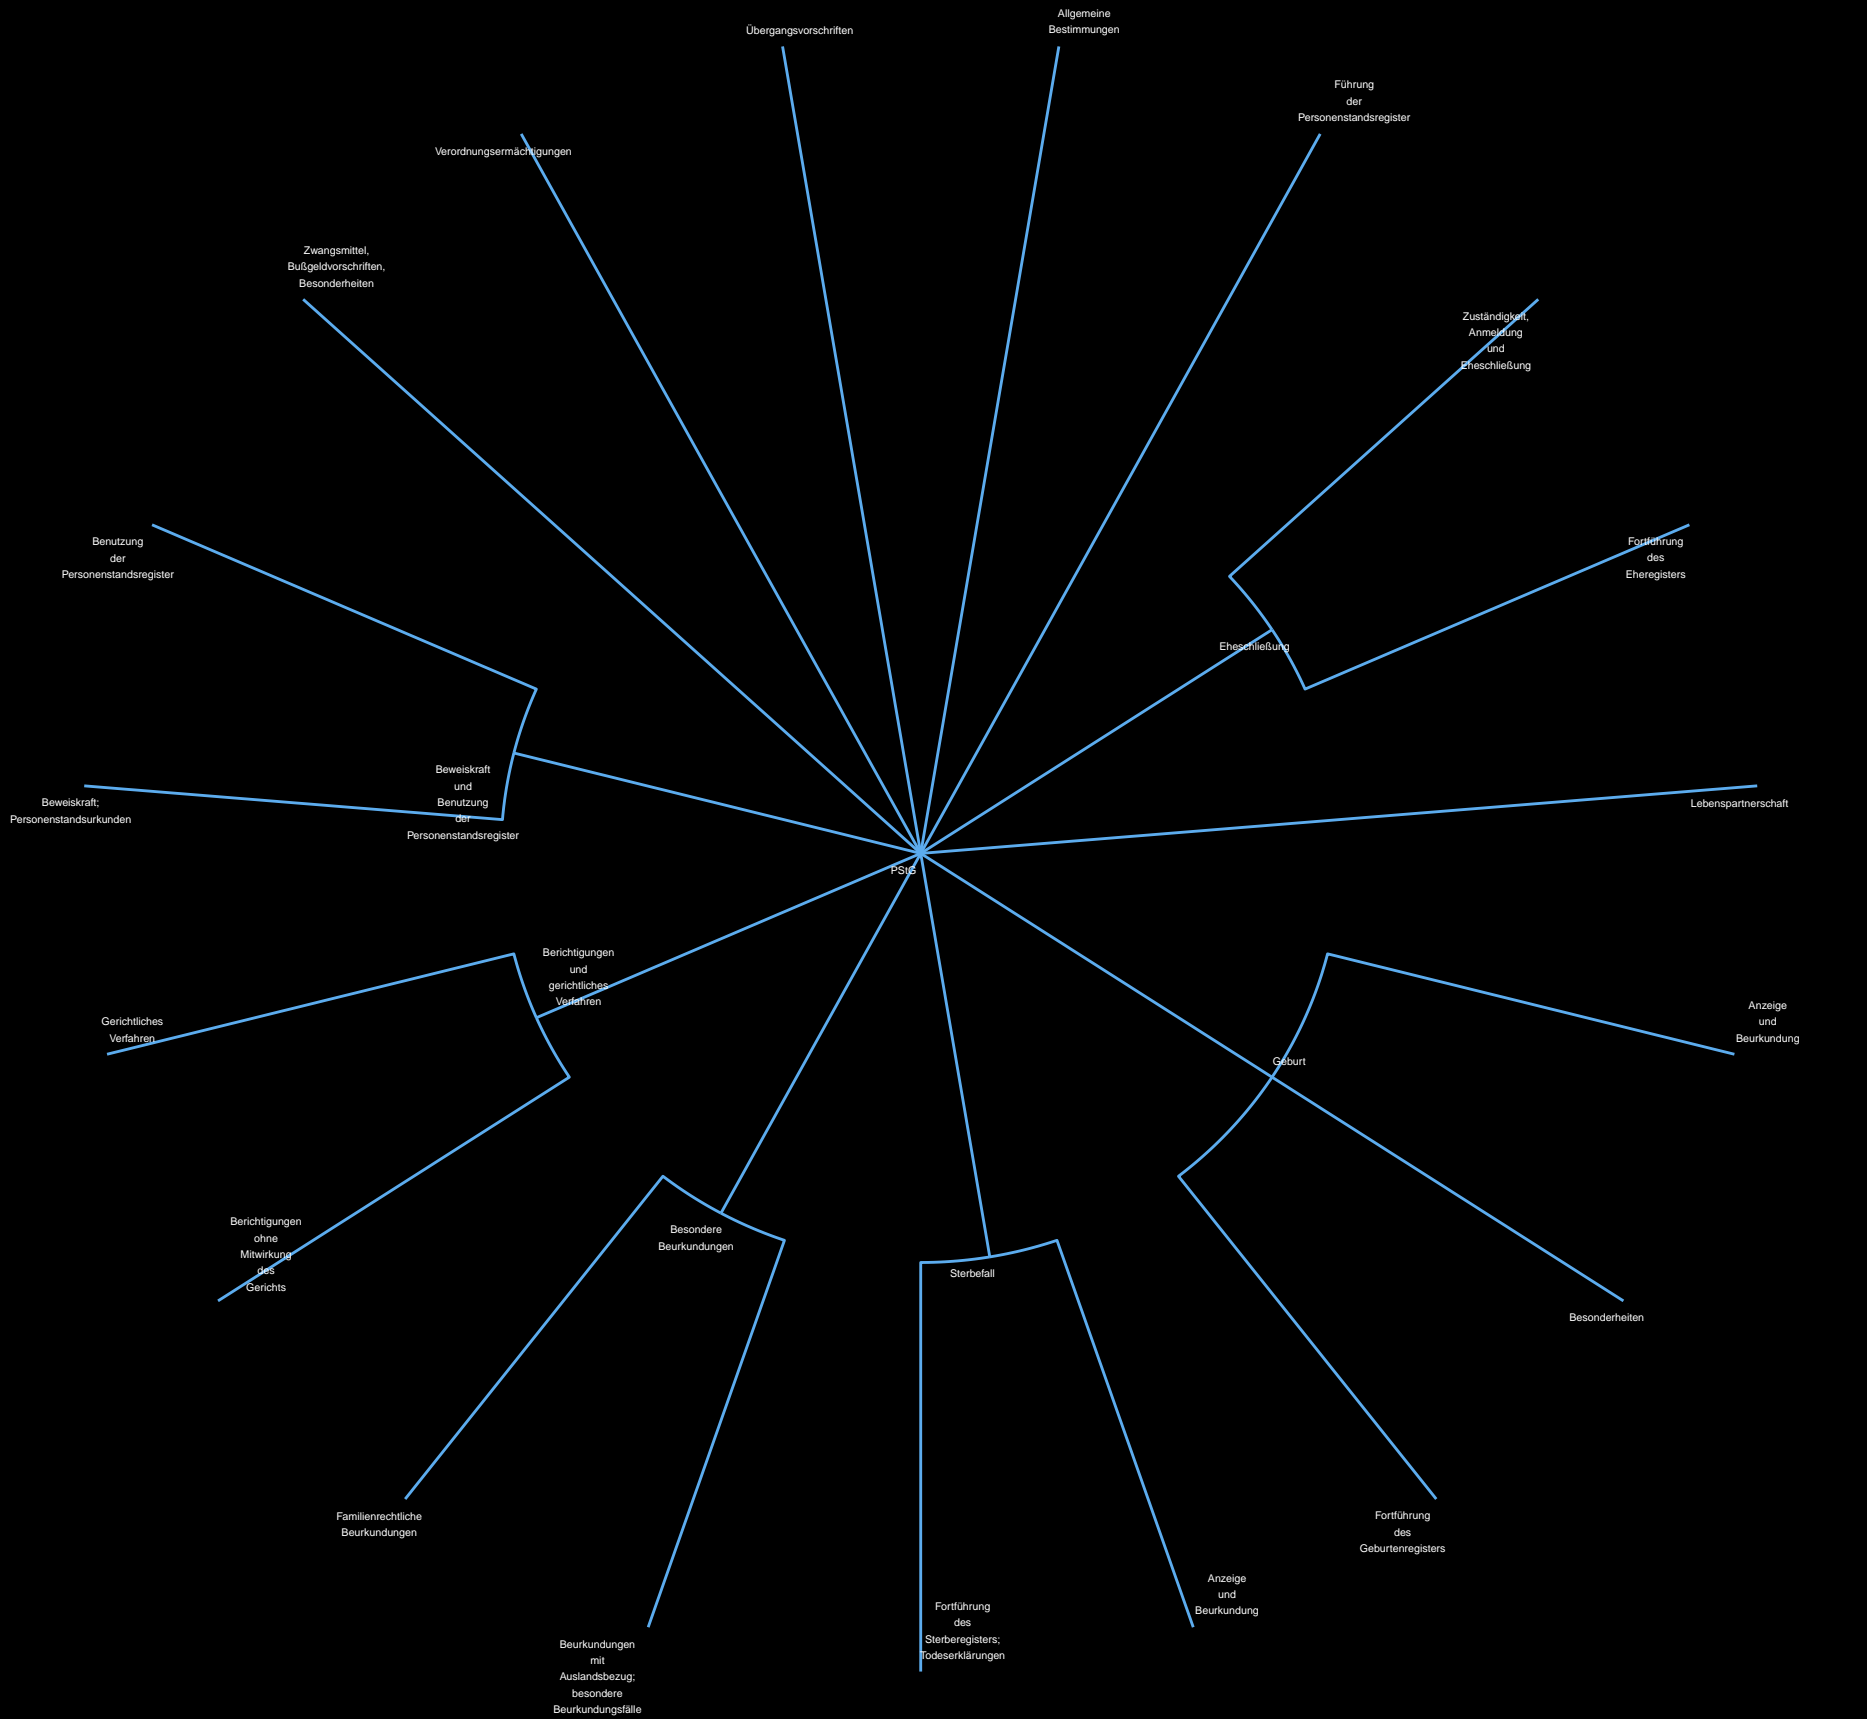 Allgemeine
Bestimmungen
Übergangsvorschriften
Führung
der
Personenstandsregister
Verordnungsermächtigungen
Zwangsmittel,
Bußgeldvorschriften,
Besonderheiten
Zuständigkeit,
Anmeldung
und
Eheschließung
Benutzung
der
Personenstandsregister
Fortführung
des
Eheregisters
Eheschließung
Beweiskraft
und
Benutzung
der
Personenstandsregister
Beweiskraft;
Personenstandsurkunden
Lebenspartnerschaft
PStG
Berichtigungen
und
gerichtliches
Verfahren
Gerichtliches
Verfahren
Anzeige
und
Beurkundung
Geburt
Berichtigungen
ohne
Mitwirkung
des
Gerichts
Besondere
Beurkundungen
Sterbefall
Besonderheiten
Familienrechtliche
Beurkundungen
Fortführung
des
Geburtenregisters
Anzeige
und
Beurkundung
Fortführung
des
Sterberegisters;
Todeserklärungen
Beurkundungen
mit
Auslandsbezug;
besondere
Beurkundungsfälle